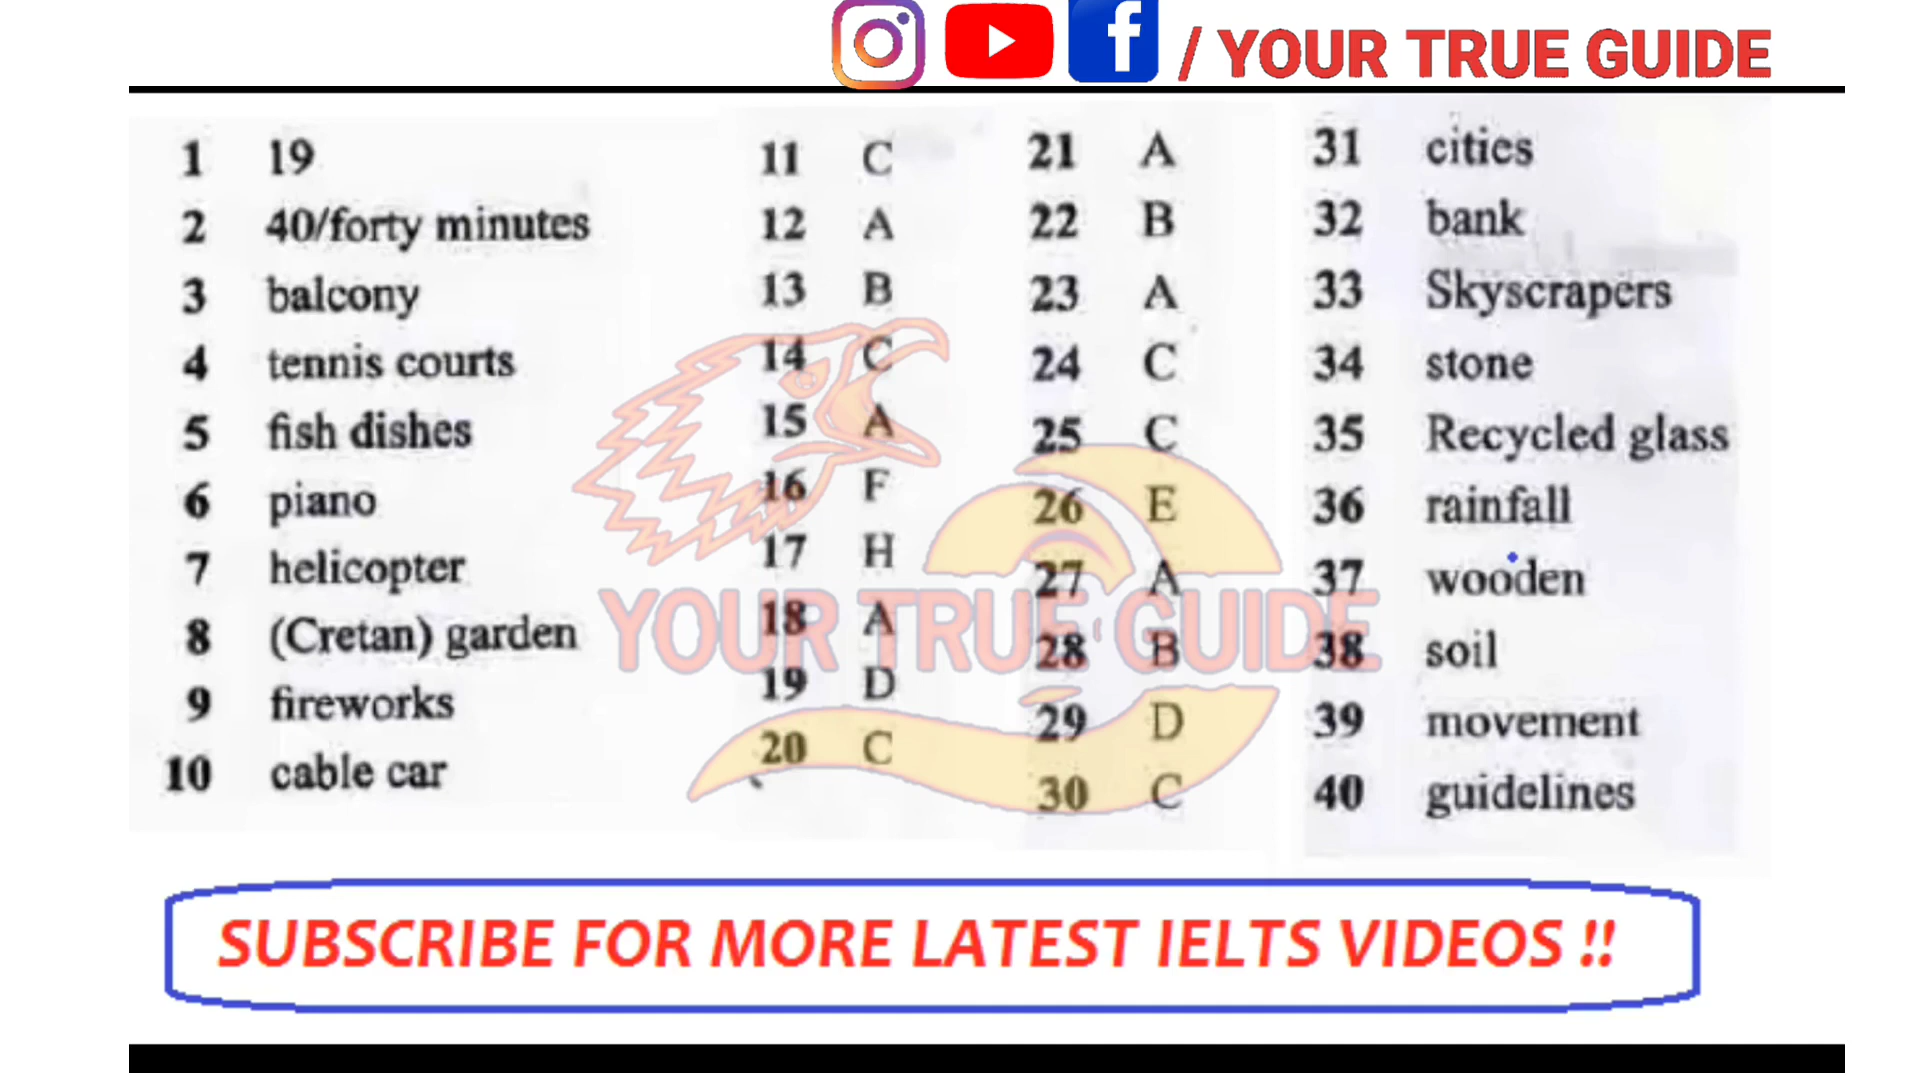 / YOUR TRUE GUIDE
1 19
2 40/forty minutes
3 balcony
4 tennis courts
5 fish dishes
6 piano
7 helicopter
8 (Cretan) garden
9 fireworks
10 cable car
11 C
12 A
13 B
14 C
15 A
16 F
17 H
18 A
19 D
20 C
21 A
22 B
23 A
24 C
25 C
26 E
27 A
28 B
29 D
30 C
31 cities
32 bank
33 Skyscrapers
34 stone
35 Recycled glass
36 rainfall
37 wooden
38 soil
39 movement
40 guidelines
YOUR TRUE GUIDE
SUBSCRIBE FOR MORE LATEST IELTS VIDEOS !!